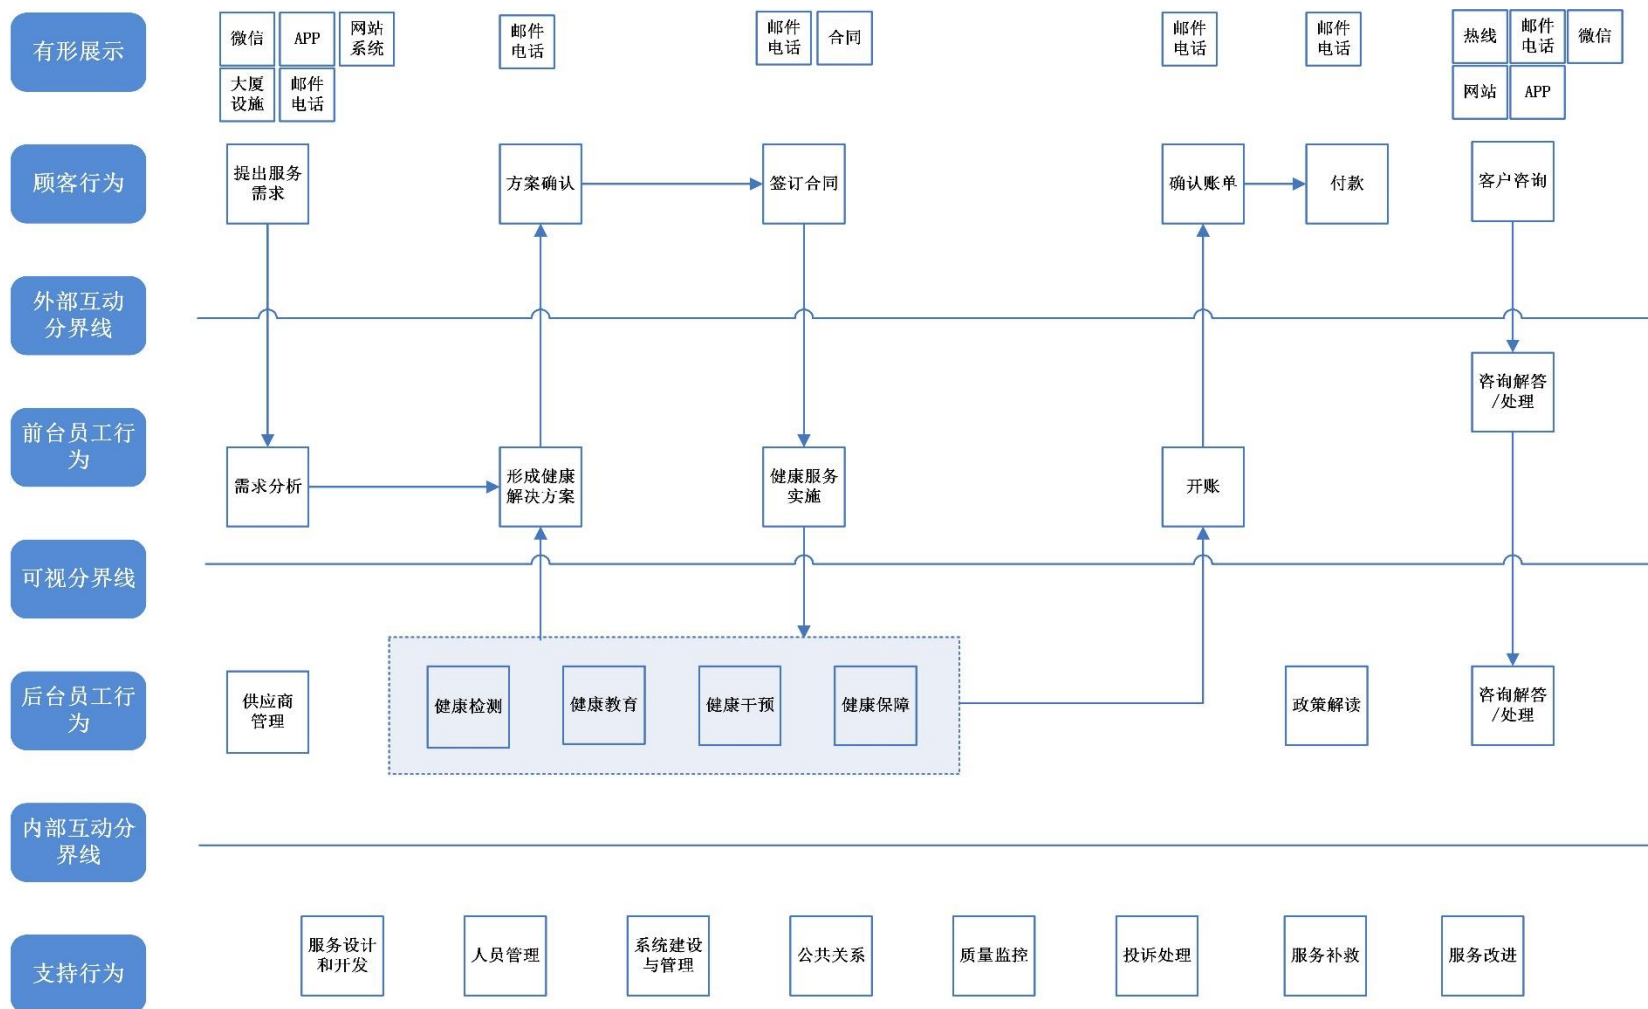 有形展示
微信
APP
网站
系统
大厦
设施
邮件
电话
邮件
电话
邮件
电话
合同
邮件
电话
邮件
电话
热线
邮件
电话
微信
网站
APP
顾客行为
提出服务
需求
方案确认
签订合同
确认账单
付款
客户咨询
外部互动
分界线
前台员工行
为
需求分析
形成健康
解决方案
健康服务
实施
开账
咨询解答
/处理
可视分界线
后台员工行
为
供应商
管理
健康检测
健康教育
健康干预
健康保障
政策解读
咨询解答
/处理
内部互动分
界线
支持行为
服务设计
和开发
人员管理
系统建设
与管理
公共关系
质量监控
投诉处理
服务补救
服务改进